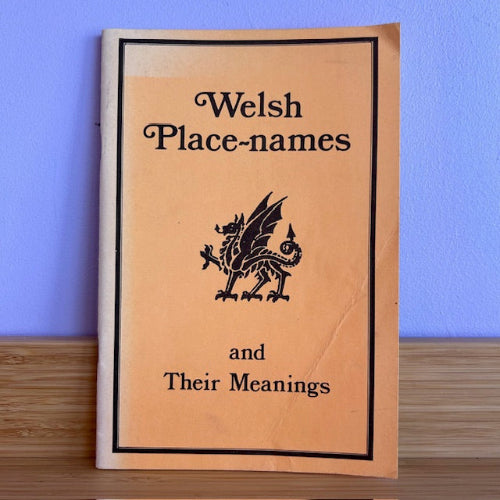 Welsh
Place-names
and
Their Meanings